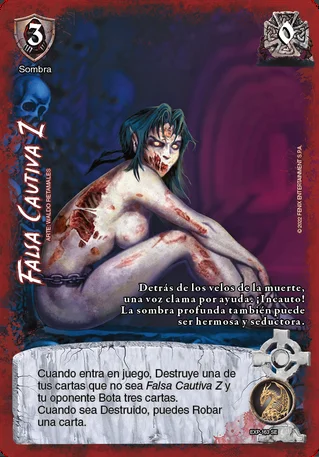 3
0
Sombra
FALSA CAUTIVA Z
ARTE: WALDO RETAMALES
© 2022 FENIX ENTERTAINMENT S.P.A.
Detrás de los velos de la muerte,
una voz clama por ayuda. ¡Incauto!
La sombra profunda también puede
ser hermosa y seductora.
Cuando entra en juego, Destruye una de
tus cartas que no sea Falsa Cautiva Z y
tu oponente Bota tres cartas.
Cuando sea Destruido, puedes Robar
una carta.
EXP 163 SE